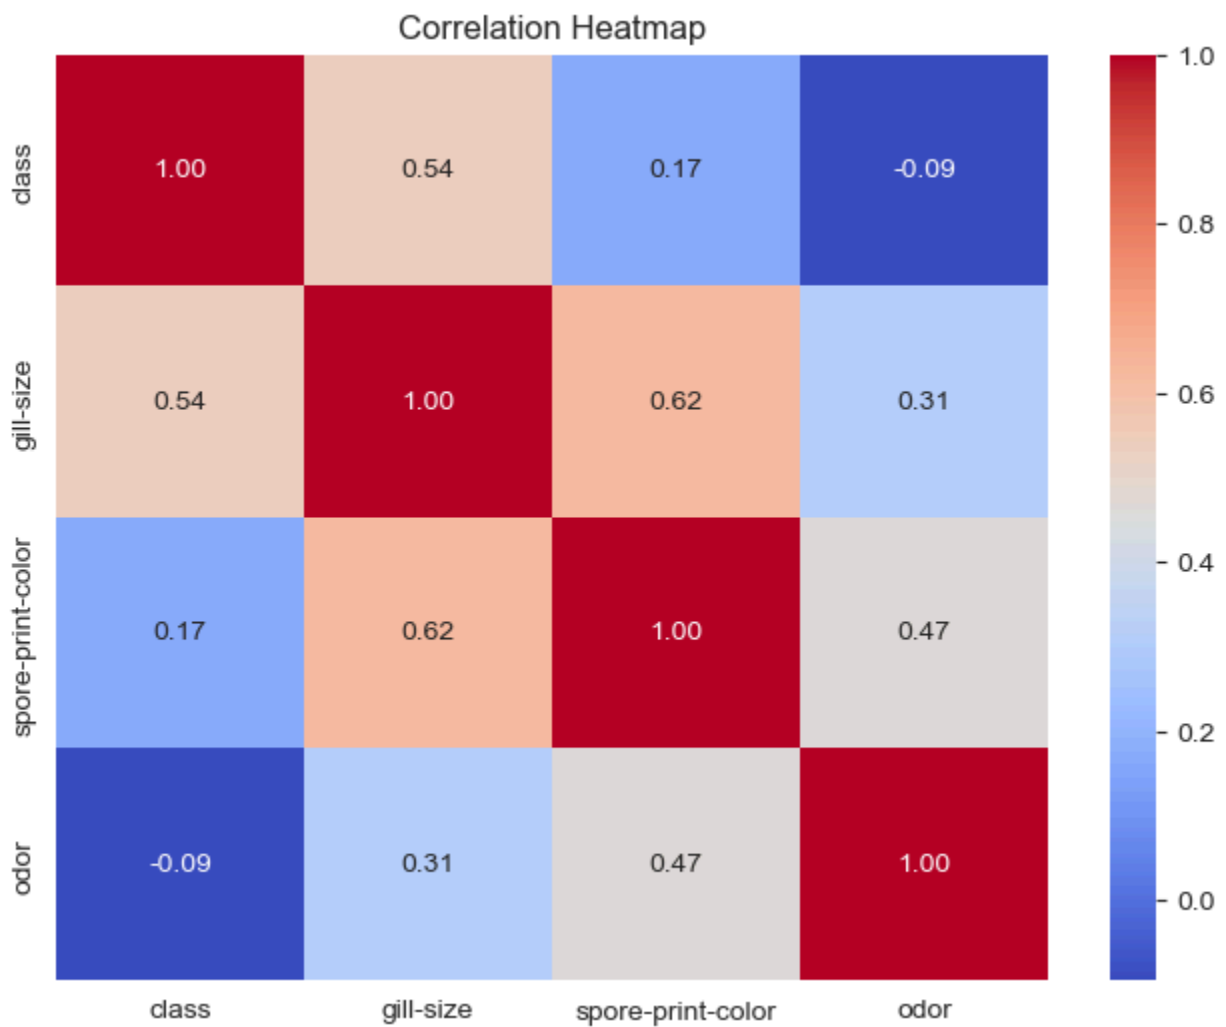 Correlation Heatmap
class 1.00 0.54 0.17 -0.09
gill-size 0.54 1.00 0.62 0.31
spore-print-color 0.17 0.62 1.00 0.47
odor -0.09 0.31 0.47 1.00
class gill-size spore-print-color odor
1.0
0.8
0.6
0.4
0.2
0.0